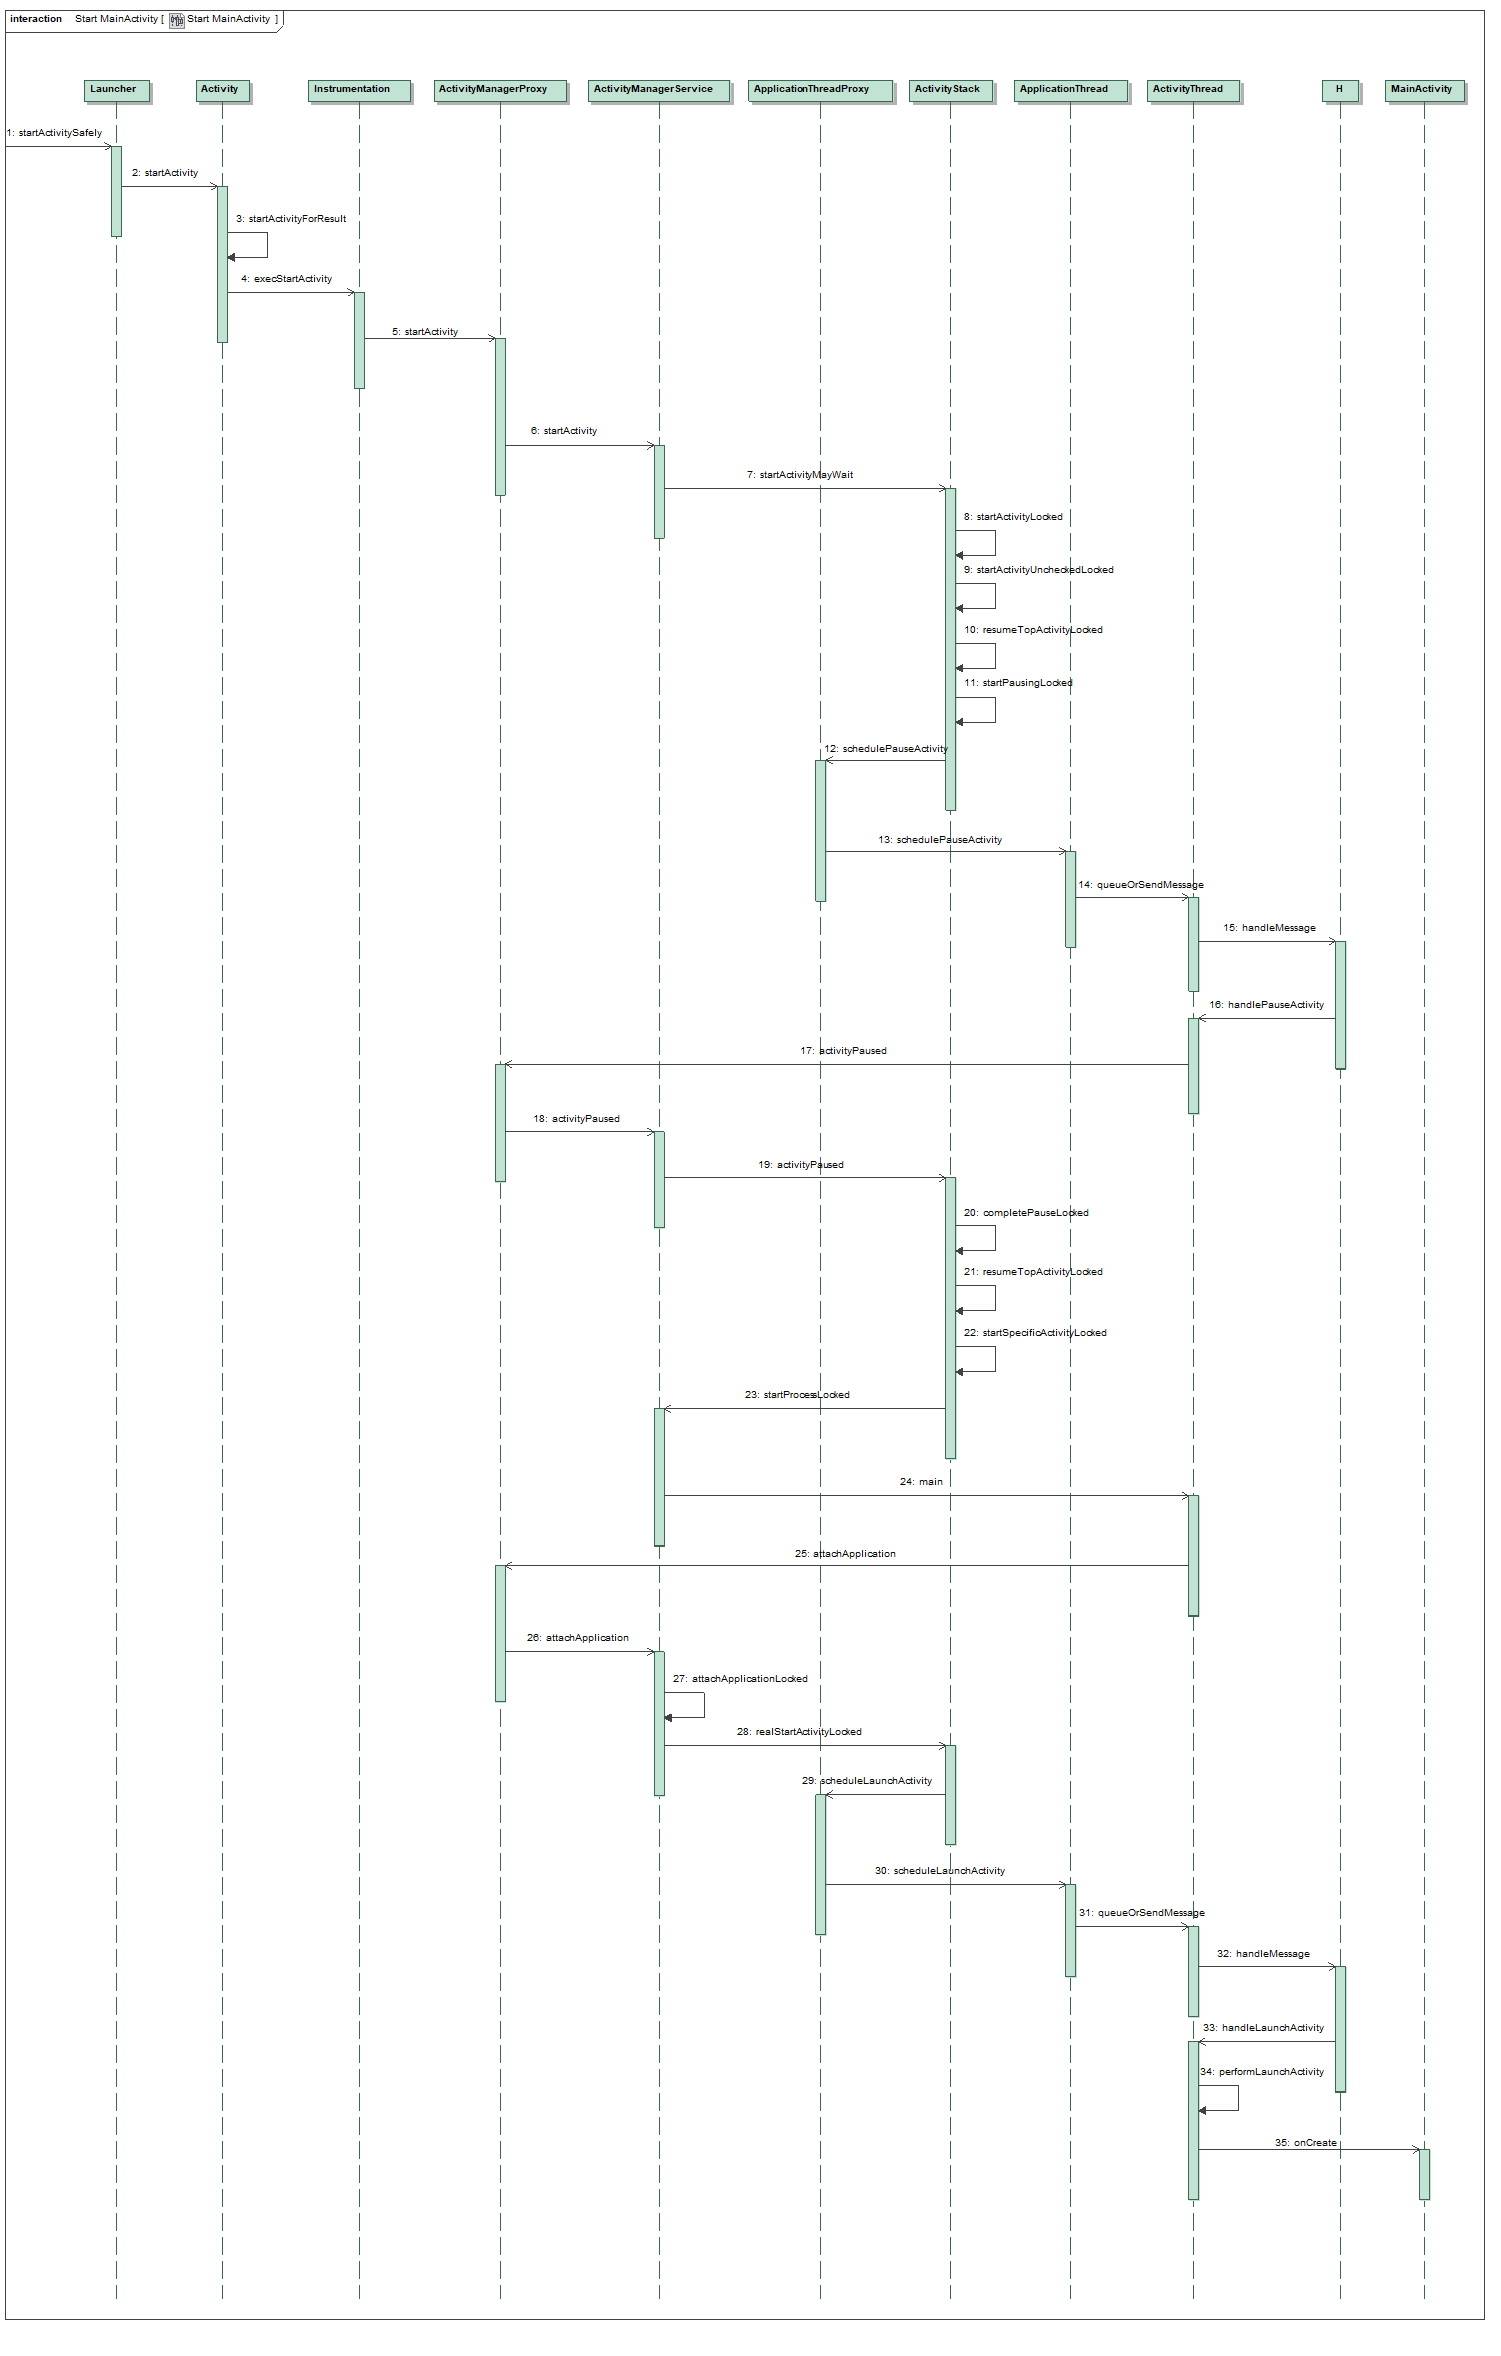 interaction Start MainActivity [ Start MainActivity ]
Launcher
Activity
Instrumentation
ActivityManagerProxy
ActivityManagerService
ApplicationThreadProxy
ActivityStack
ApplicationThread
ActivityThread
H
MainActivity
1: startActivitySafely
2: startActivity
3: startActivityForResult
4: execStartActivity
5: startActivity
6: startActivity
7: startActivityMayWait
8: startActivityLocked
9: startActivityUncheckedLocked
10: resumeTopActivityLocked
11: startPausingLocked
12: schedulePauseActivity
13: schedulePauseActivity
14: queueOrSendMessage
15: handleMessage
16: handlePauseActivity
17: activityPaused
18: activityPaused
19: activityPaused
20: completePauseLocked
21: resumeTopActivityLocked
22: startSpecificActivityLocked
23: startProcessLocked
24: main
25: attachApplication
26: attachApplication
27: attachApplicationLocked
28: realStartActivityLocked
29: scheduleLaunchActivity
30: scheduleLaunchActivity
31: queueOrSendMessage
32: handleMessage
33: handleLaunchActivity
34: performLaunchActivity
35: onCreate